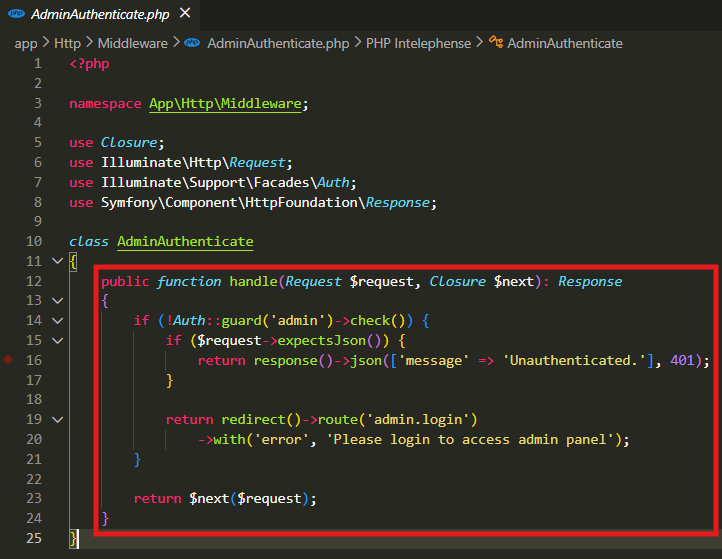 php AdminAuthenticate.php ×
app > Http > Middleware > php AdminAuthenticate.php > PHP Intelephense > AdminAuthenticate
1 <?php
2
3 namespace App\Http\Middleware;
4
5 use Closure;
6 use Illuminate\Http\Request;
7 use Illuminate\Support\Facades\Auth;
8 use Symfony\Component\HttpFoundation\Response;
9
10 class AdminAuthenticate
11 {
12     public function handle(Request $request, Closure $next): Response
13     {
14         if (!Auth::guard('admin')->check()) {
15             if ($request->expectsJson()) {
16                 return response()->json(['message' => 'Unauthenticated.'], 401);
17             }
18
19             return redirect()->route('admin.login')
20                 ->with('error', 'Please login to access admin panel');
21         }
22
23         return $next($request);
24     }
25 }